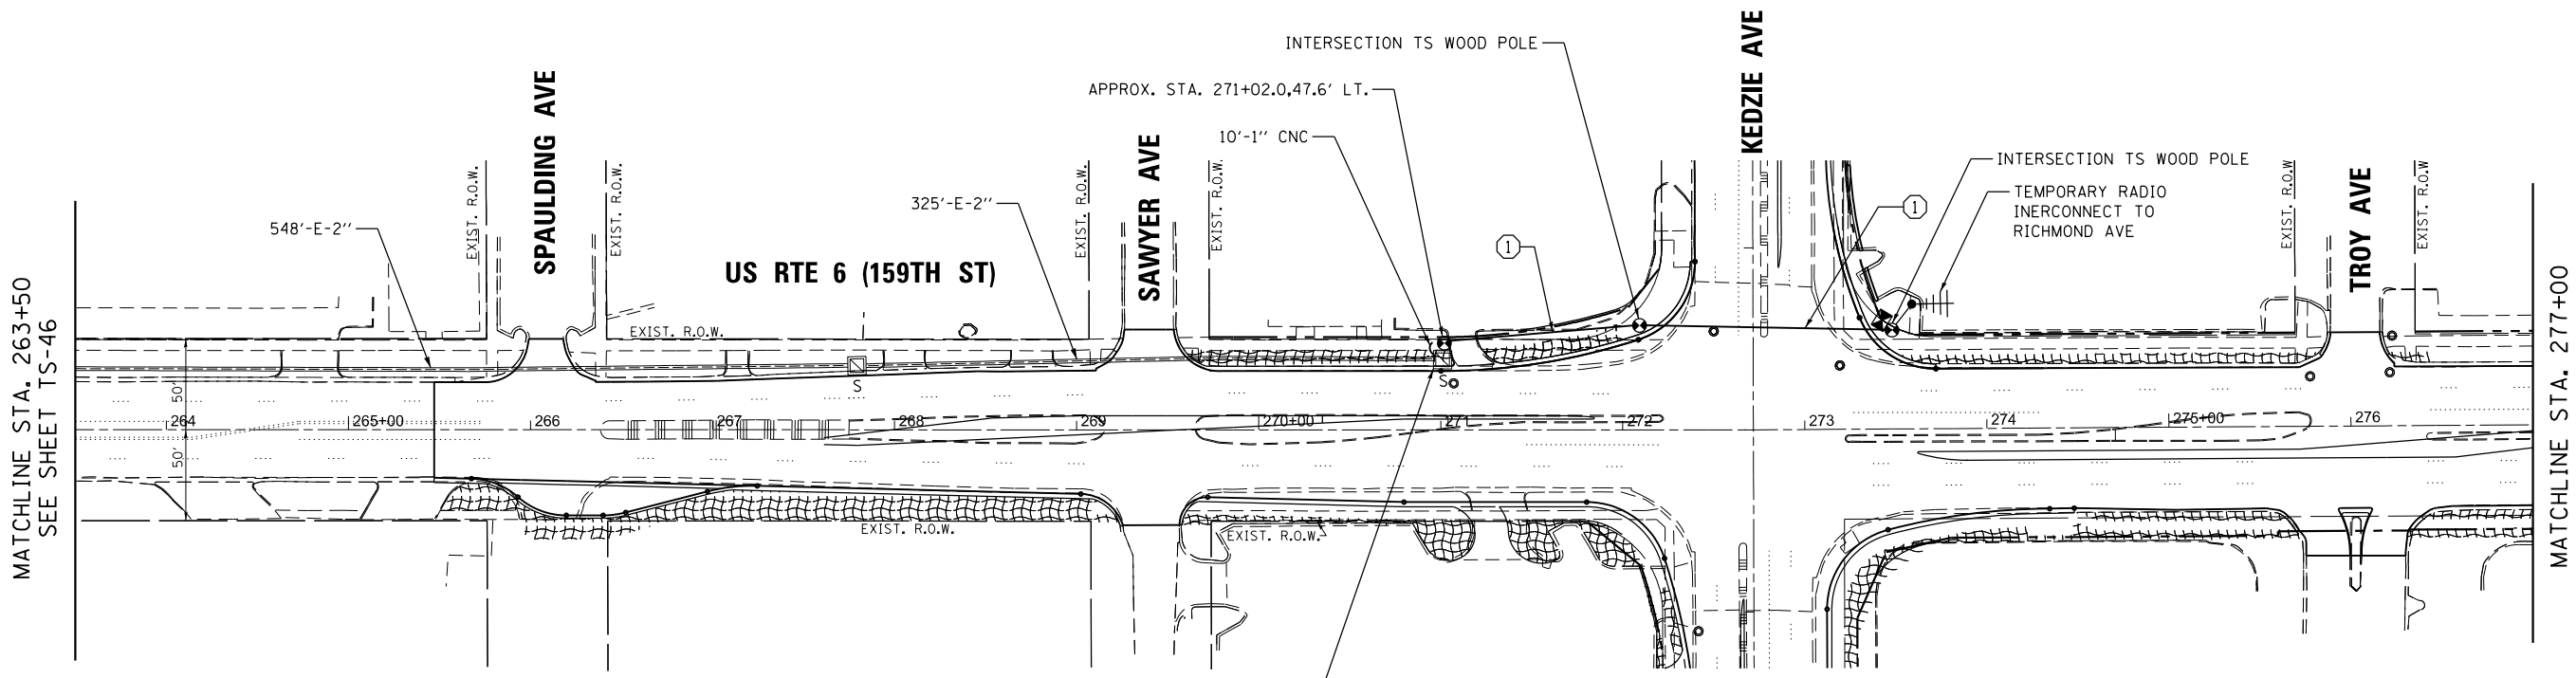 INTERSECTION TS WOOD POLE
APPROX. STA. 271+02.0,47.6' LT.
10'-1" CNC
KEDZIE AVE
SPAULDING AVE
SAWYER AVE
TROY AVE
INTERSECTION TS WOOD POLE
TEMPORARY RADIO
INERCONNECT TO
RICHMOND AVE
EXIST. R.O.W.
EXIST. R.O.W.
EXIST. R.O.W.
EXIST. R.O.W.
EXIST. R.O.W
EXIST. R.O.W
548'-E-2"
325'-E-2"
1
1
US RTE 6 (159TH ST)
EXIST. R.O.W.
MATCHLINE STA. 263+50
SEE SHEET TS-46
MATCHLINE STA. 277+00
S
S
50'
50'
264
265+00
266
267
268
269
270+00
271
272
273
274
275+00
276
EXIST. R.O.W.
EXIST. R.O.W.